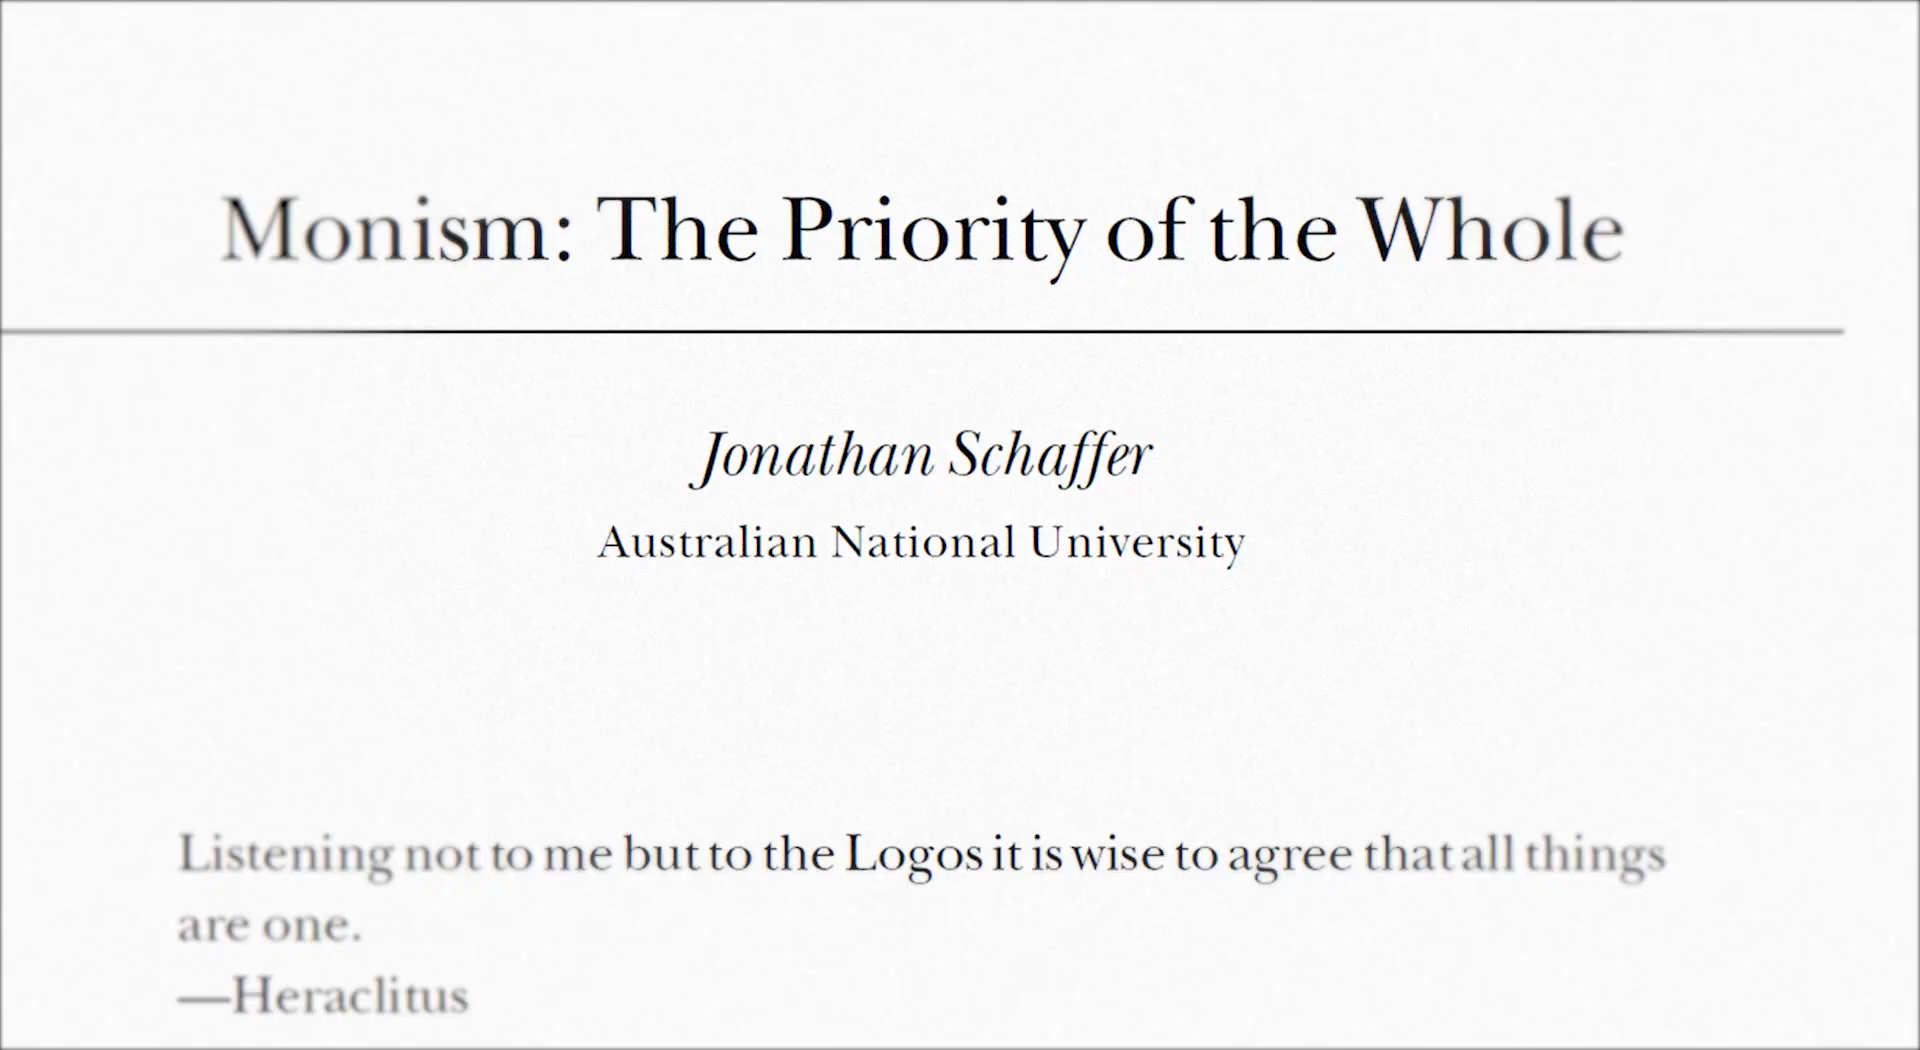 Monism: The Priority of the Whole
Jonathan Schaffer
Australian National University
Listening not to me but to the Logos it is wise to agree that all things
are one.
—Heraclitus